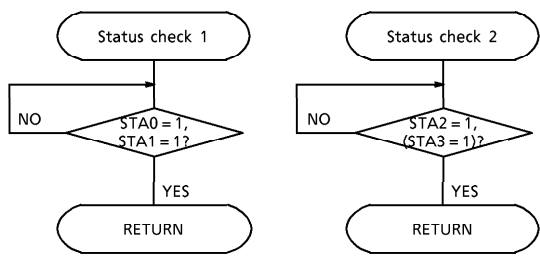 Status check 1
NO
STA0 = 1,
STA1 = 1?
YES
RETURN
Status check 2
NO
STA2 = 1,
(STA3 = 1)?
YES
RETURN